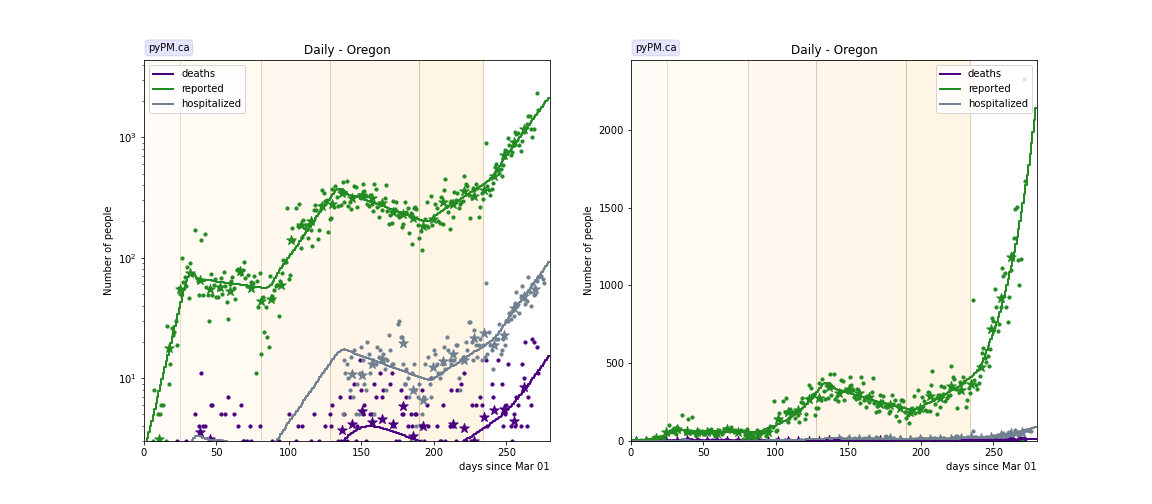 pyPM.ca
Daily - Oregon
deaths
reported
hospitalized
Number of people
10³
10²
10¹
0
50
100
150
200
250
days since Mar 01
pyPM.ca
Daily - Oregon
deaths
reported
hospitalized
Number of people
2000
1500
1000
500
0
0
50
100
150
200
250
days since Mar 01